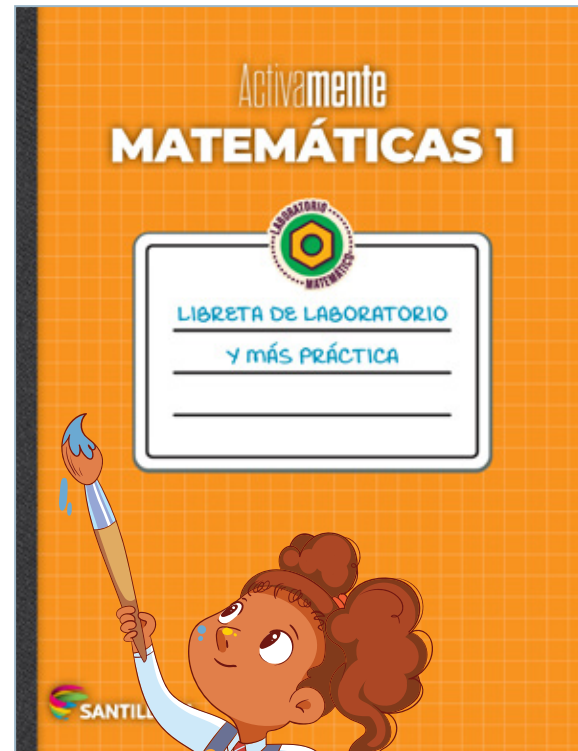 Activamente
MATEMÁTICAS 1
LABORATORIO
MATEMÁTICO
LIBRETA DE LABORATORIO
Y MÁS PRÁCTICA